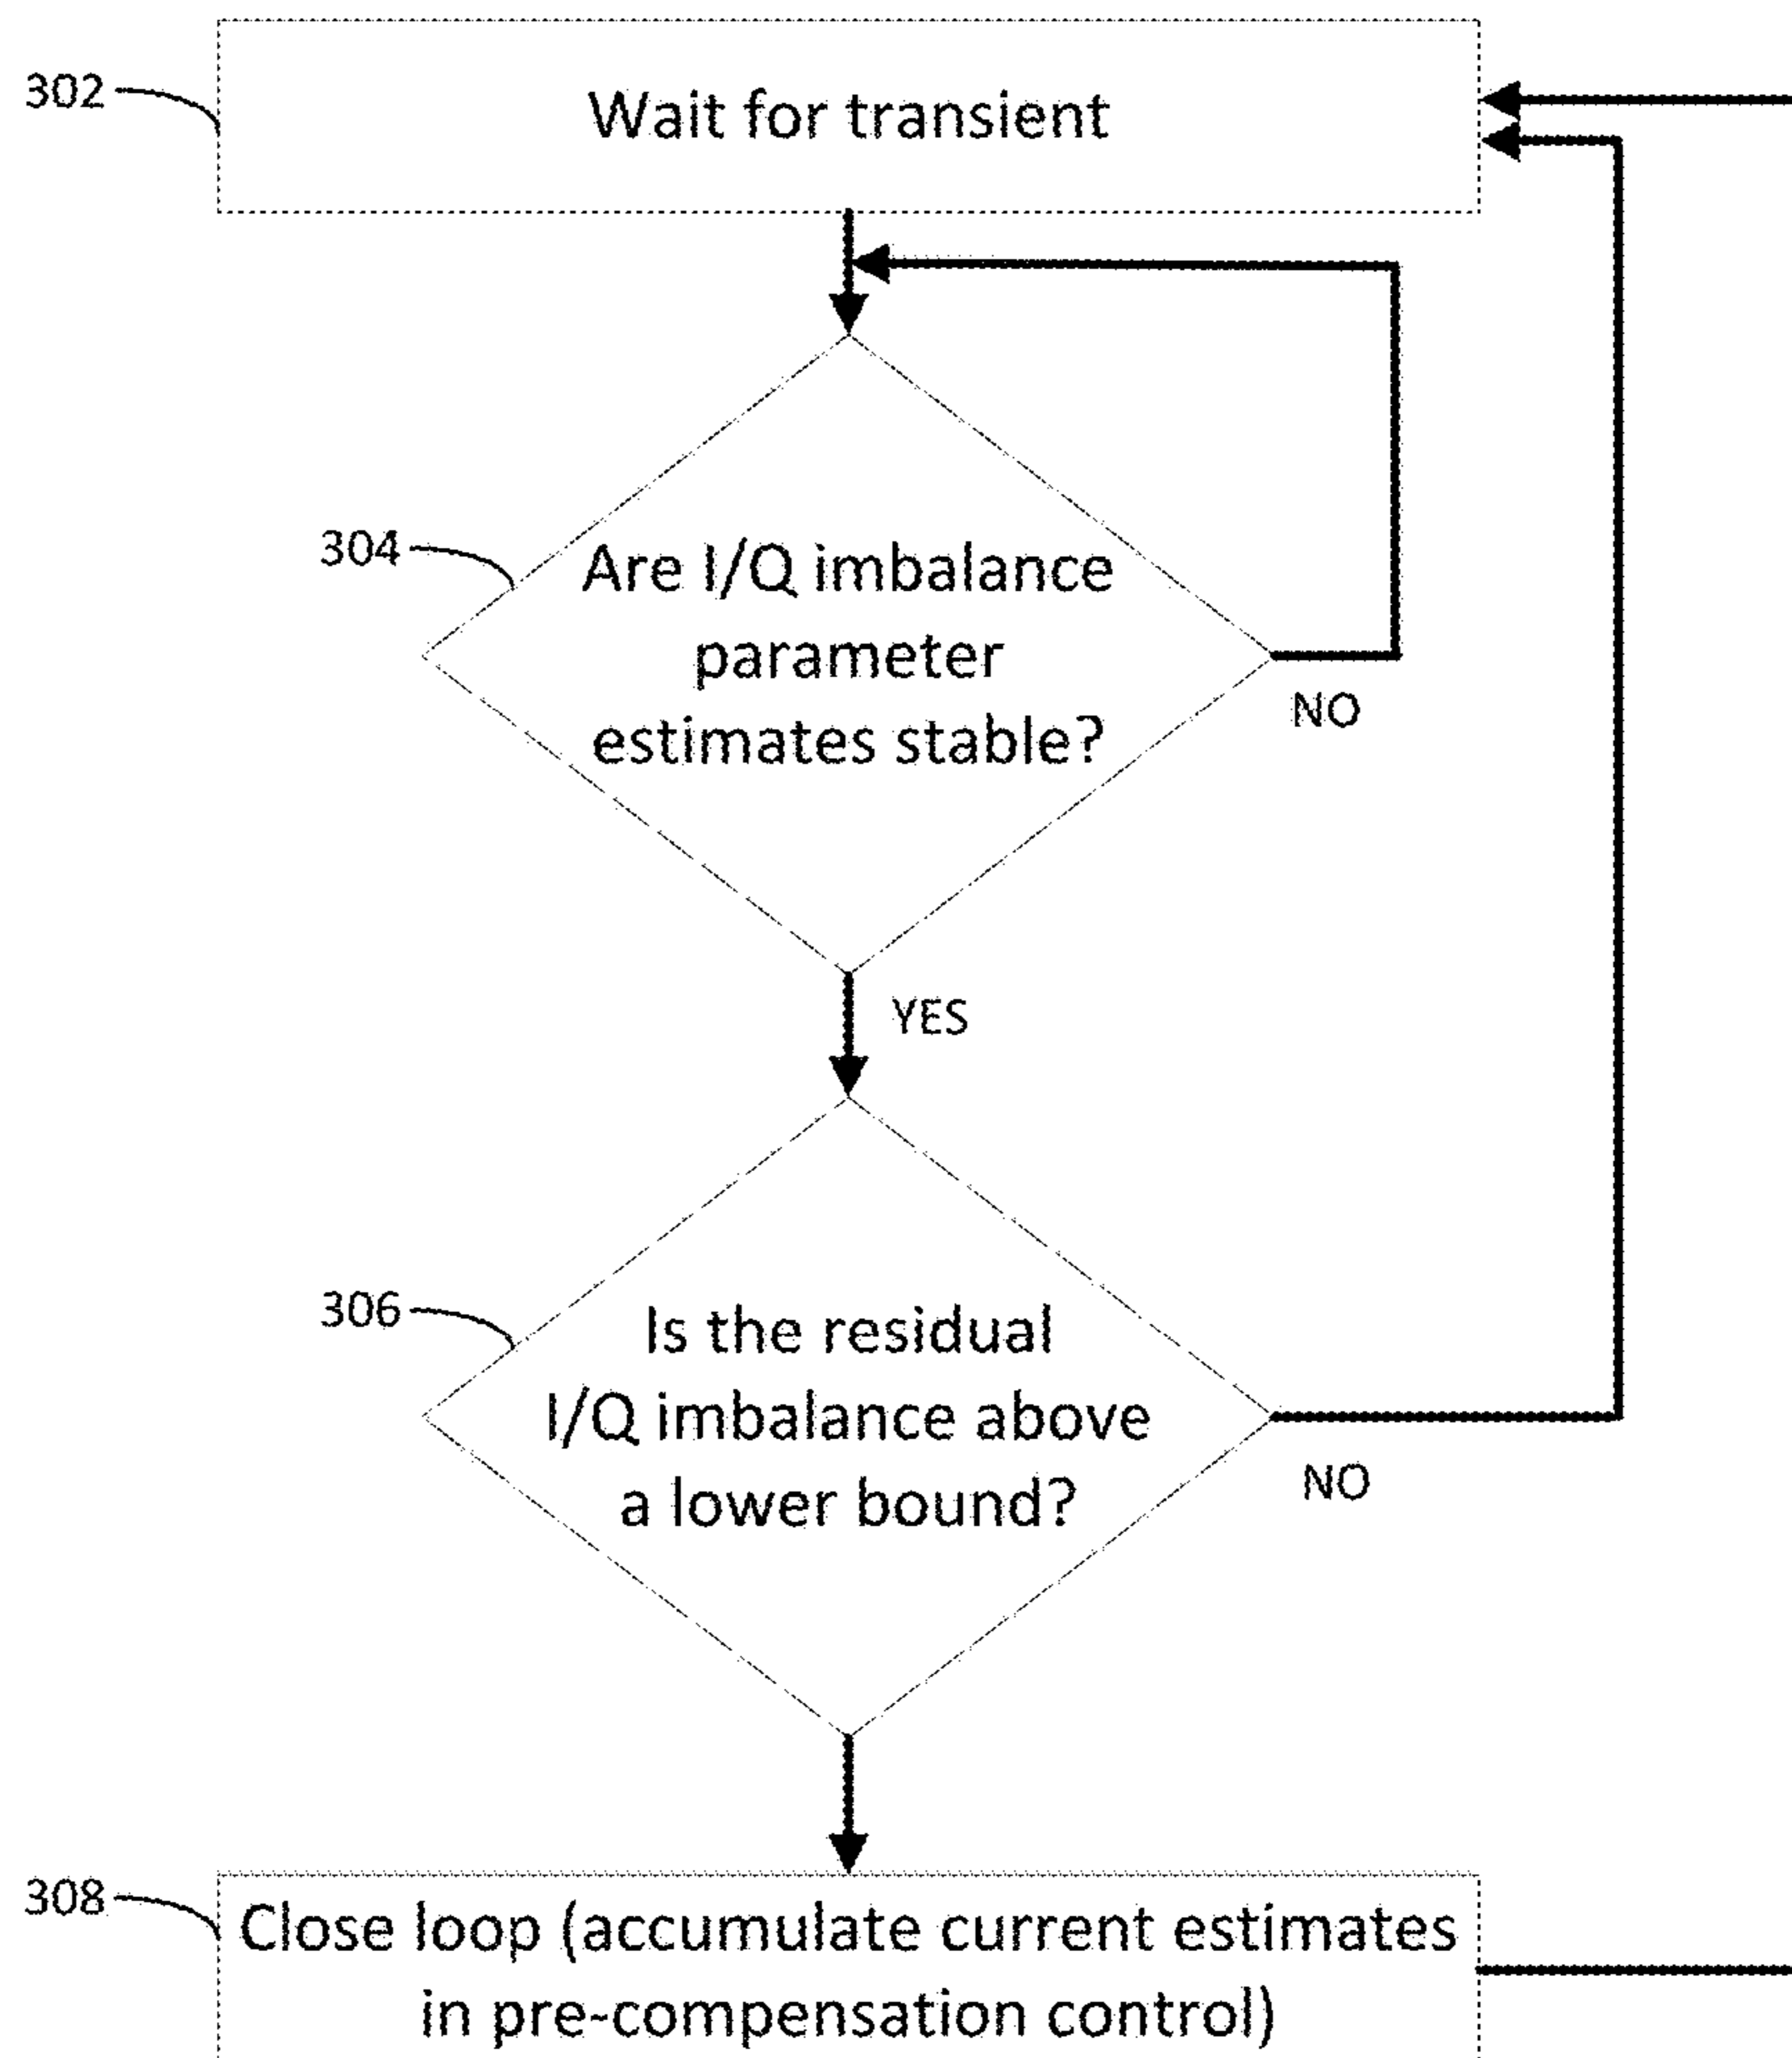 302
Wait for transient
304
Are I/Q imbalance
parameter
estimates stable?
NO
YES
306
Is the residual
I/Q imbalance above
a lower bound?
NO
308
Close loop (accumulate current estimates
in pre-compensation control)